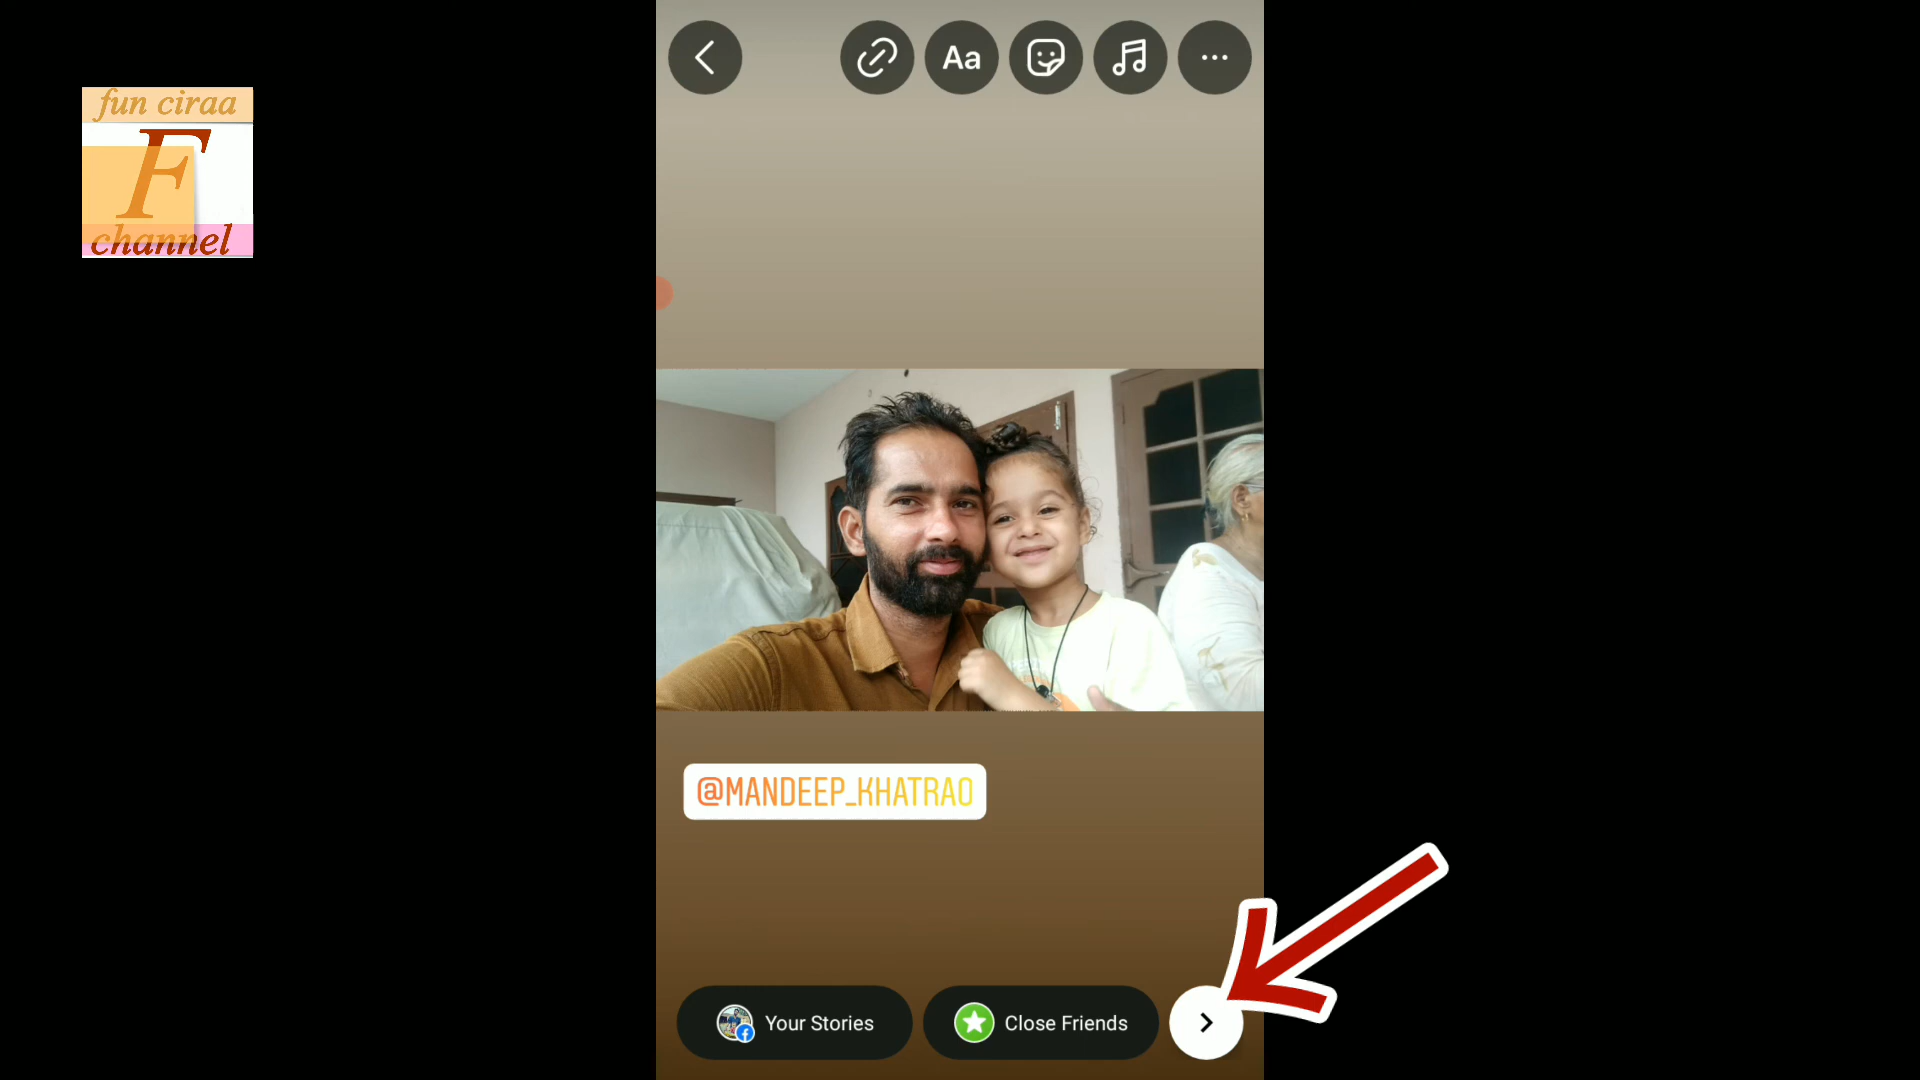 fun ciraa
F
channel
Aa
@MANDEEP_KHATRAO
Your Stories
Close Friends